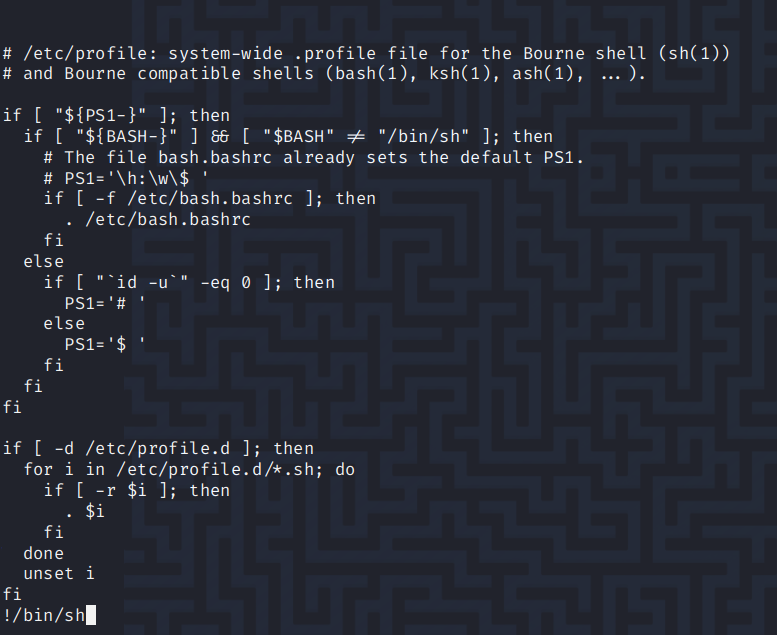 # /etc/profile: system-wide .profile file for the Bourne shell (sh(1))
# and Bourne compatible shells (bash(1), ksh(1), ash(1), ...).

if [ "${PS1-}" ]; then
  if [ "${BASH-}" ] && [ "$BASH" != "/bin/sh" ]; then
    # The file bash.bashrc already sets the default PS1.
    # PS1='\h:\w\$ '
    if [ -f /etc/bash.bashrc ]; then
      . /etc/bash.bashrc
    fi
  else
    if [ "`id -u`" -eq 0 ]; then
      PS1='# '
    else
      PS1='$ '
    fi
  fi
fi

if [ -d /etc/profile.d ]; then
  for i in /etc/profile.d/*.sh; do
    if [ -r $i ]; then
      . $i
    fi
  done
  unset i
fi
!/bin/sh